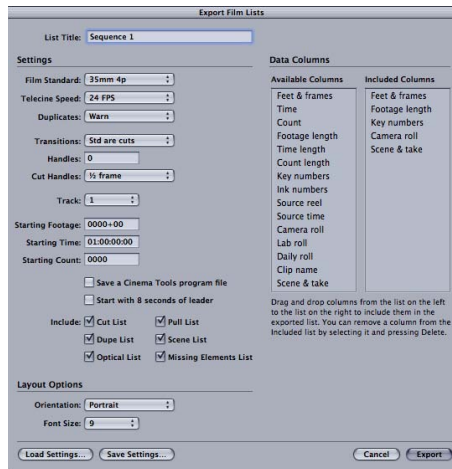 Export Film Lists
List Title: Sequence 1
Settings
Film Standard: 35mm 4p
Telecine Speed: 24 FPS
Duplicates: Warn
Transitions: Std are cuts
Handles: 0
Cut Handles: ½ frame
Track: 1
Starting Footage: 0000+00
Starting Time: 01:00:00:00
Starting Count: 0000
Save a Cinema Tools program file
Start with 8 seconds of leader
Include: Cut List Pull List
Dupe List Scene List
Optical List Missing Elements List
Layout Options
Orientation: Portrait
Font Size: 9
Load Settings... Save Settings...
Data Columns
Available Columns
Feet & frames
Time
Count
Footage length
Time length
Count length
Key numbers
Ink numbers
Source reel
Source time
Camera roll
Lab roll
Daily roll
Clip name
Scene & take
Included Columns
Feet & frames
Footage length
Key numbers
Camera roll
Scene & take
Drag and drop columns from the list on the left
to the list on the right to include them in the
exported list. You can remove a column from the
Included list by selecting it and pressing Delete.
Cancel Export